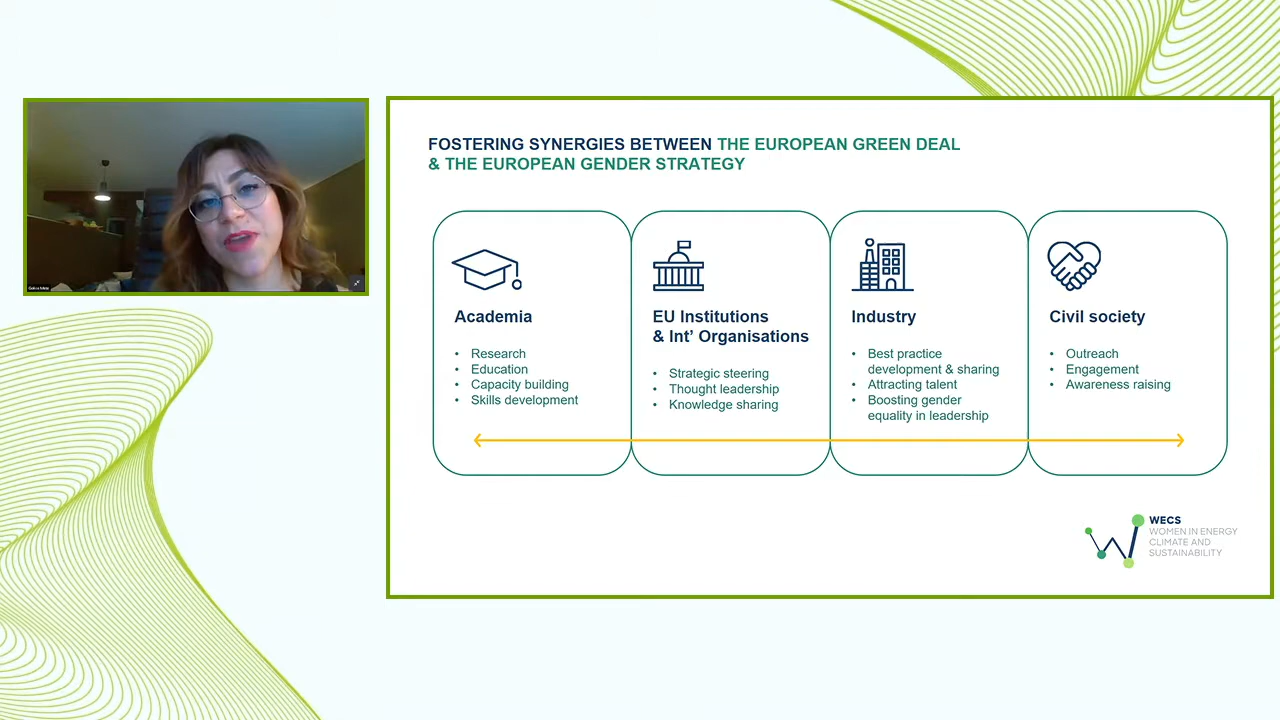 FOSTERING SYNERGIES BETWEEN THE EUROPEAN GREEN DEAL
& THE EUROPEAN GENDER STRATEGY
Academia
• Research
• Education
• Capacity building
• Skills development
EU Institutions
& Int’ Organisations
• Strategic steering
• Thought leadership
• Knowledge sharing
Industry
• Best practice
development & sharing
• Attracting talent
• Boosting gender
equality in leadership
Civil society
• Outreach
• Engagement
• Awareness raising
WECS
WOMEN IN ENERGY
CLIMATE AND
SUSTAINABILITY